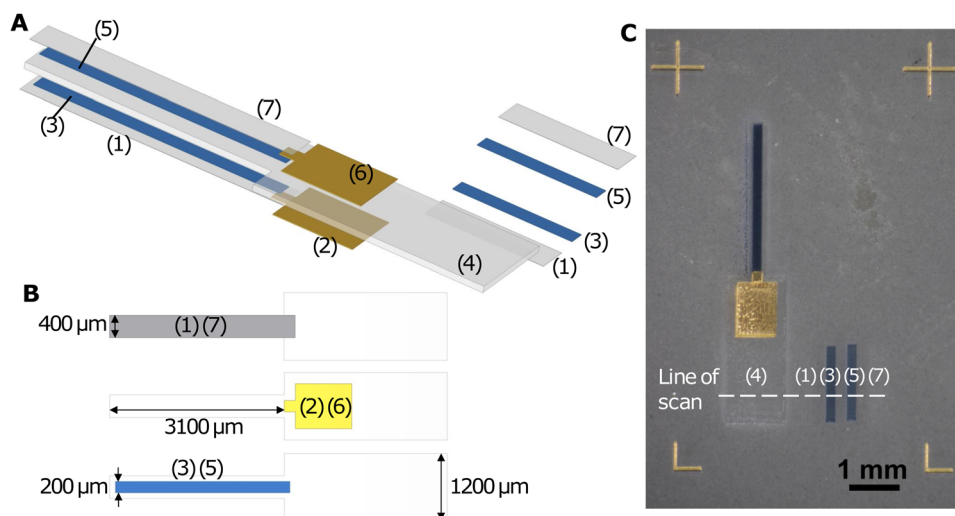 A
(5)
(7)
(3)
(1)
(6)
(2)
(4)
(7)
(5)
(3)
(1)
B
400 µm
(1) (7)
(2) (6)
3100 µm
(3) (5)
200 µm
1200 µm
C
Line of scan
(4)
(1) (3) (5) (7)
1 mm